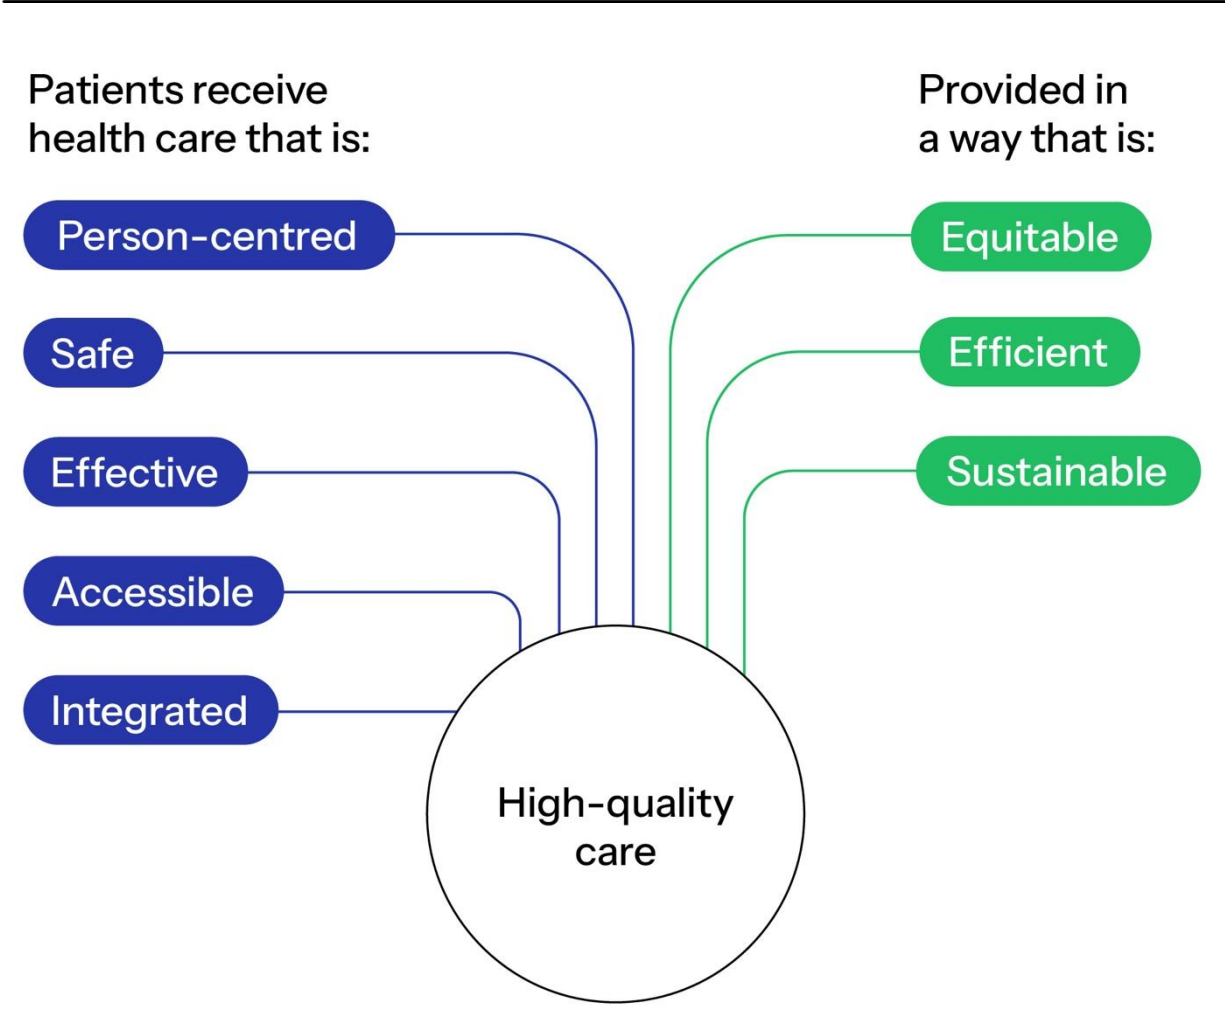 Patients receive
health care that is:
Person-centred
Safe
Effective
Accessible
Integrated
Provided in
a way that is:
Equitable
Efficient
Sustainable
High-quality
care